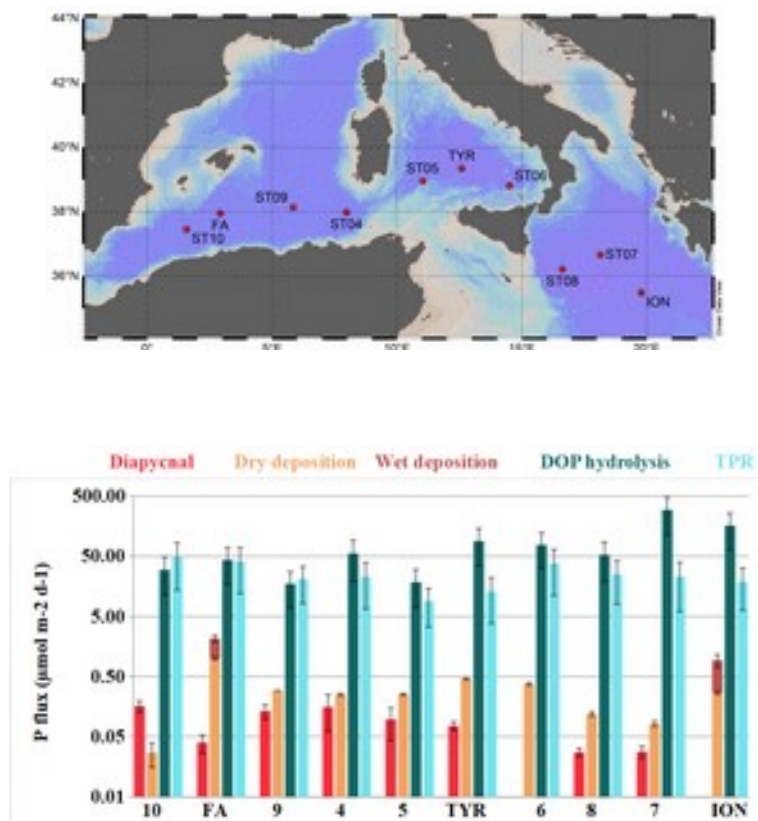 44°N
42°N
40°N
38°N
36°N
TYR
ST05
ST06
ST09
FA
ST10
ST04
ST07
ST08
ION
0°
5°E
15°E
20°E
Diapycnal Dry deposition Wet deposition DOP hydrolysis TPR
P flux (µmol m-2 d-1)
500.00
50.00
5.00
0.50
0.05
0.01
10 FA 9 4 5 TYR 6 8 7 ION